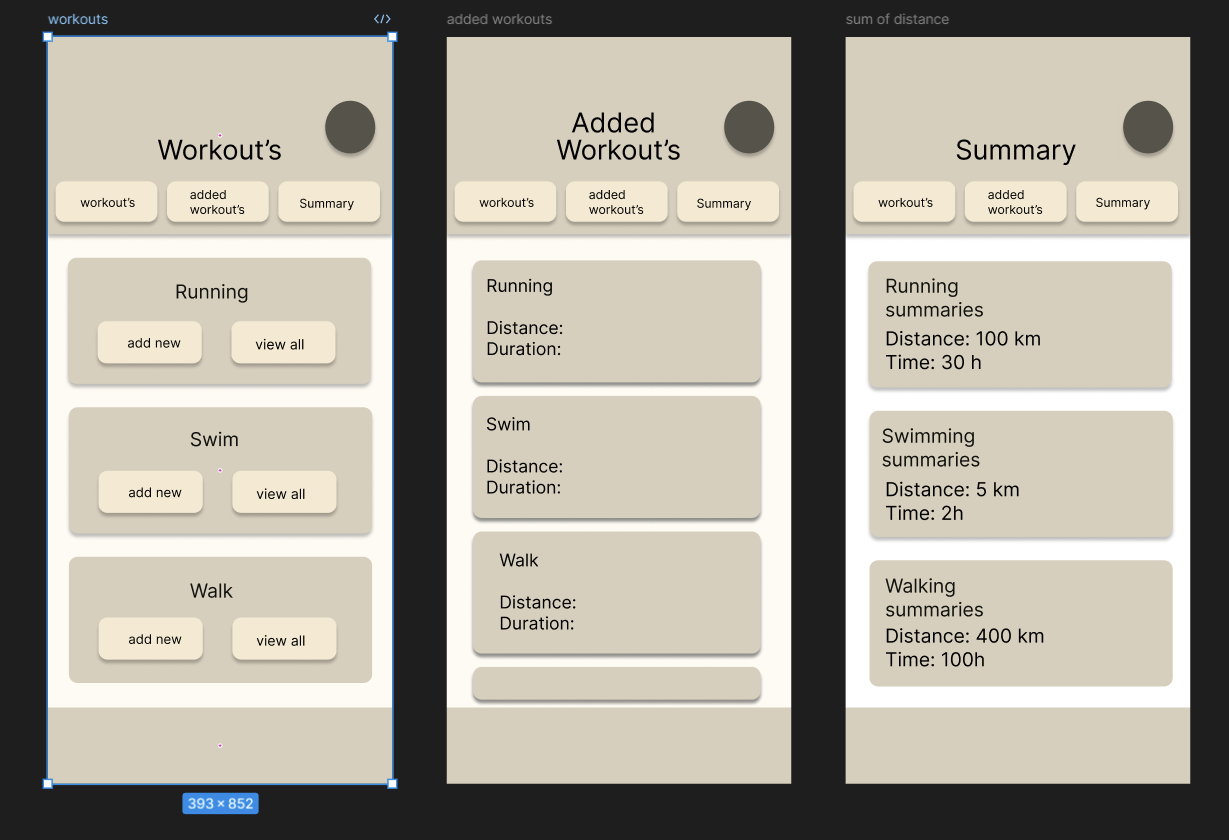 workouts
</>
Workout’s
workout’s
added
workout’s
Summary
Running
add new
view all
Swim
add new
view all
Walk
add new
view all
393 × 852
added workouts
Added
Workout’s
workout’s
added
workout’s
Summary
Running
Distance:
Duration:
Swim
Distance:
Duration:
Walk
Distance:
Duration:
sum of distance
Summary
workout’s
added
workout’s
Summary
Running
summaries
Distance: 100 km
Time: 30 h
Swimming
summaries
Distance: 5 km
Time: 2h
Walking
summaries
Distance: 400 km
Time: 100h